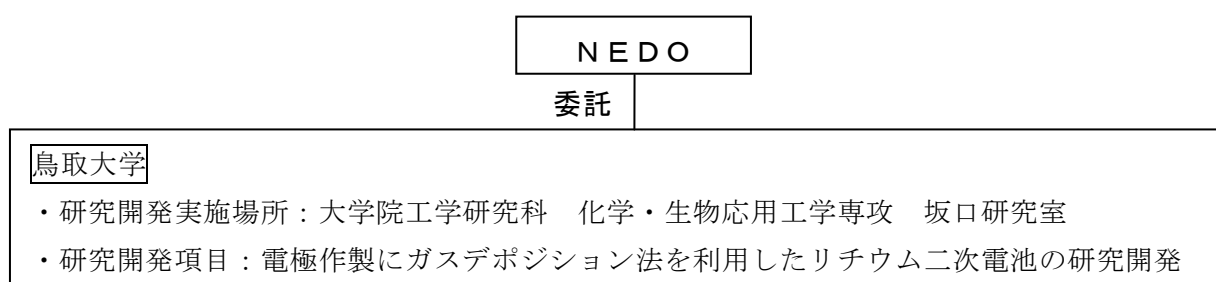 ＮＥＤＯ
委託
鳥取大学
・研究開発実施場所：大学院工学研究科　化学・生物応用工学専攻　坂口研究室
・研究開発項目：電極作製にガスデポジション法を利用したリチウム二次電池の研究開発